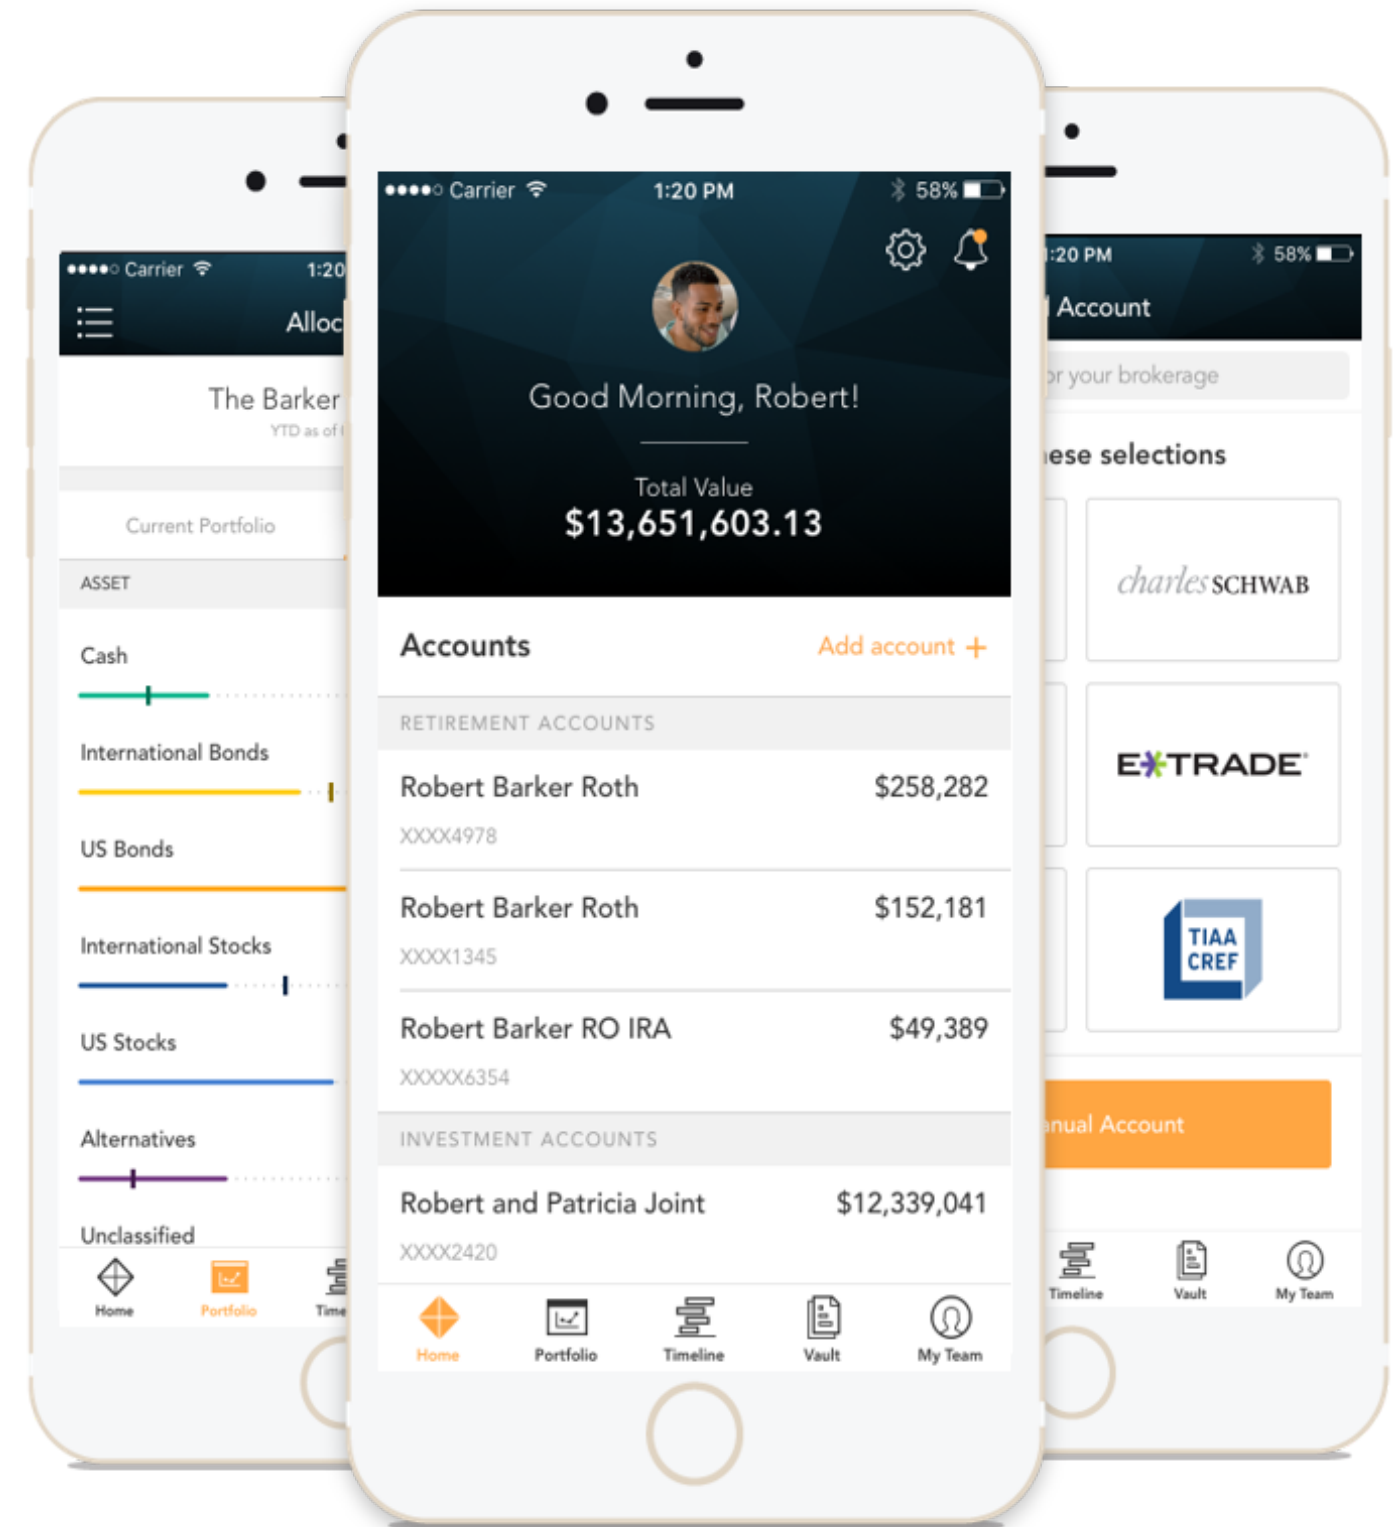 Carrier 1:20
Alloc
The Barker
YTD as of
Current Portfolio
ASSET
Cash
International Bonds
US Bonds
International Stocks
US Stocks
Alternatives
Unclassified
Home Portfolio Time
Carrier 1:20 PM 58%
Good Morning, Robert!
Total Value
$13,651,603.13
Accounts Add account +
RETIREMENT ACCOUNTS
Robert Barker Roth $258,282
XXXX4978
Robert Barker Roth $152,181
XXXX1345
Robert Barker RO IRA $49,389
XXXXX6354
INVESTMENT ACCOUNTS
Robert and Patricia Joint $12,339,041
XXXX2420
Home Portfolio Timeline Vault My Team
:20 PM 58%
Account
or your brokerage
ese selections
charles SCHWAB
E*TRADE
TIAA
CREF
anual Account
Timeline Vault My Team